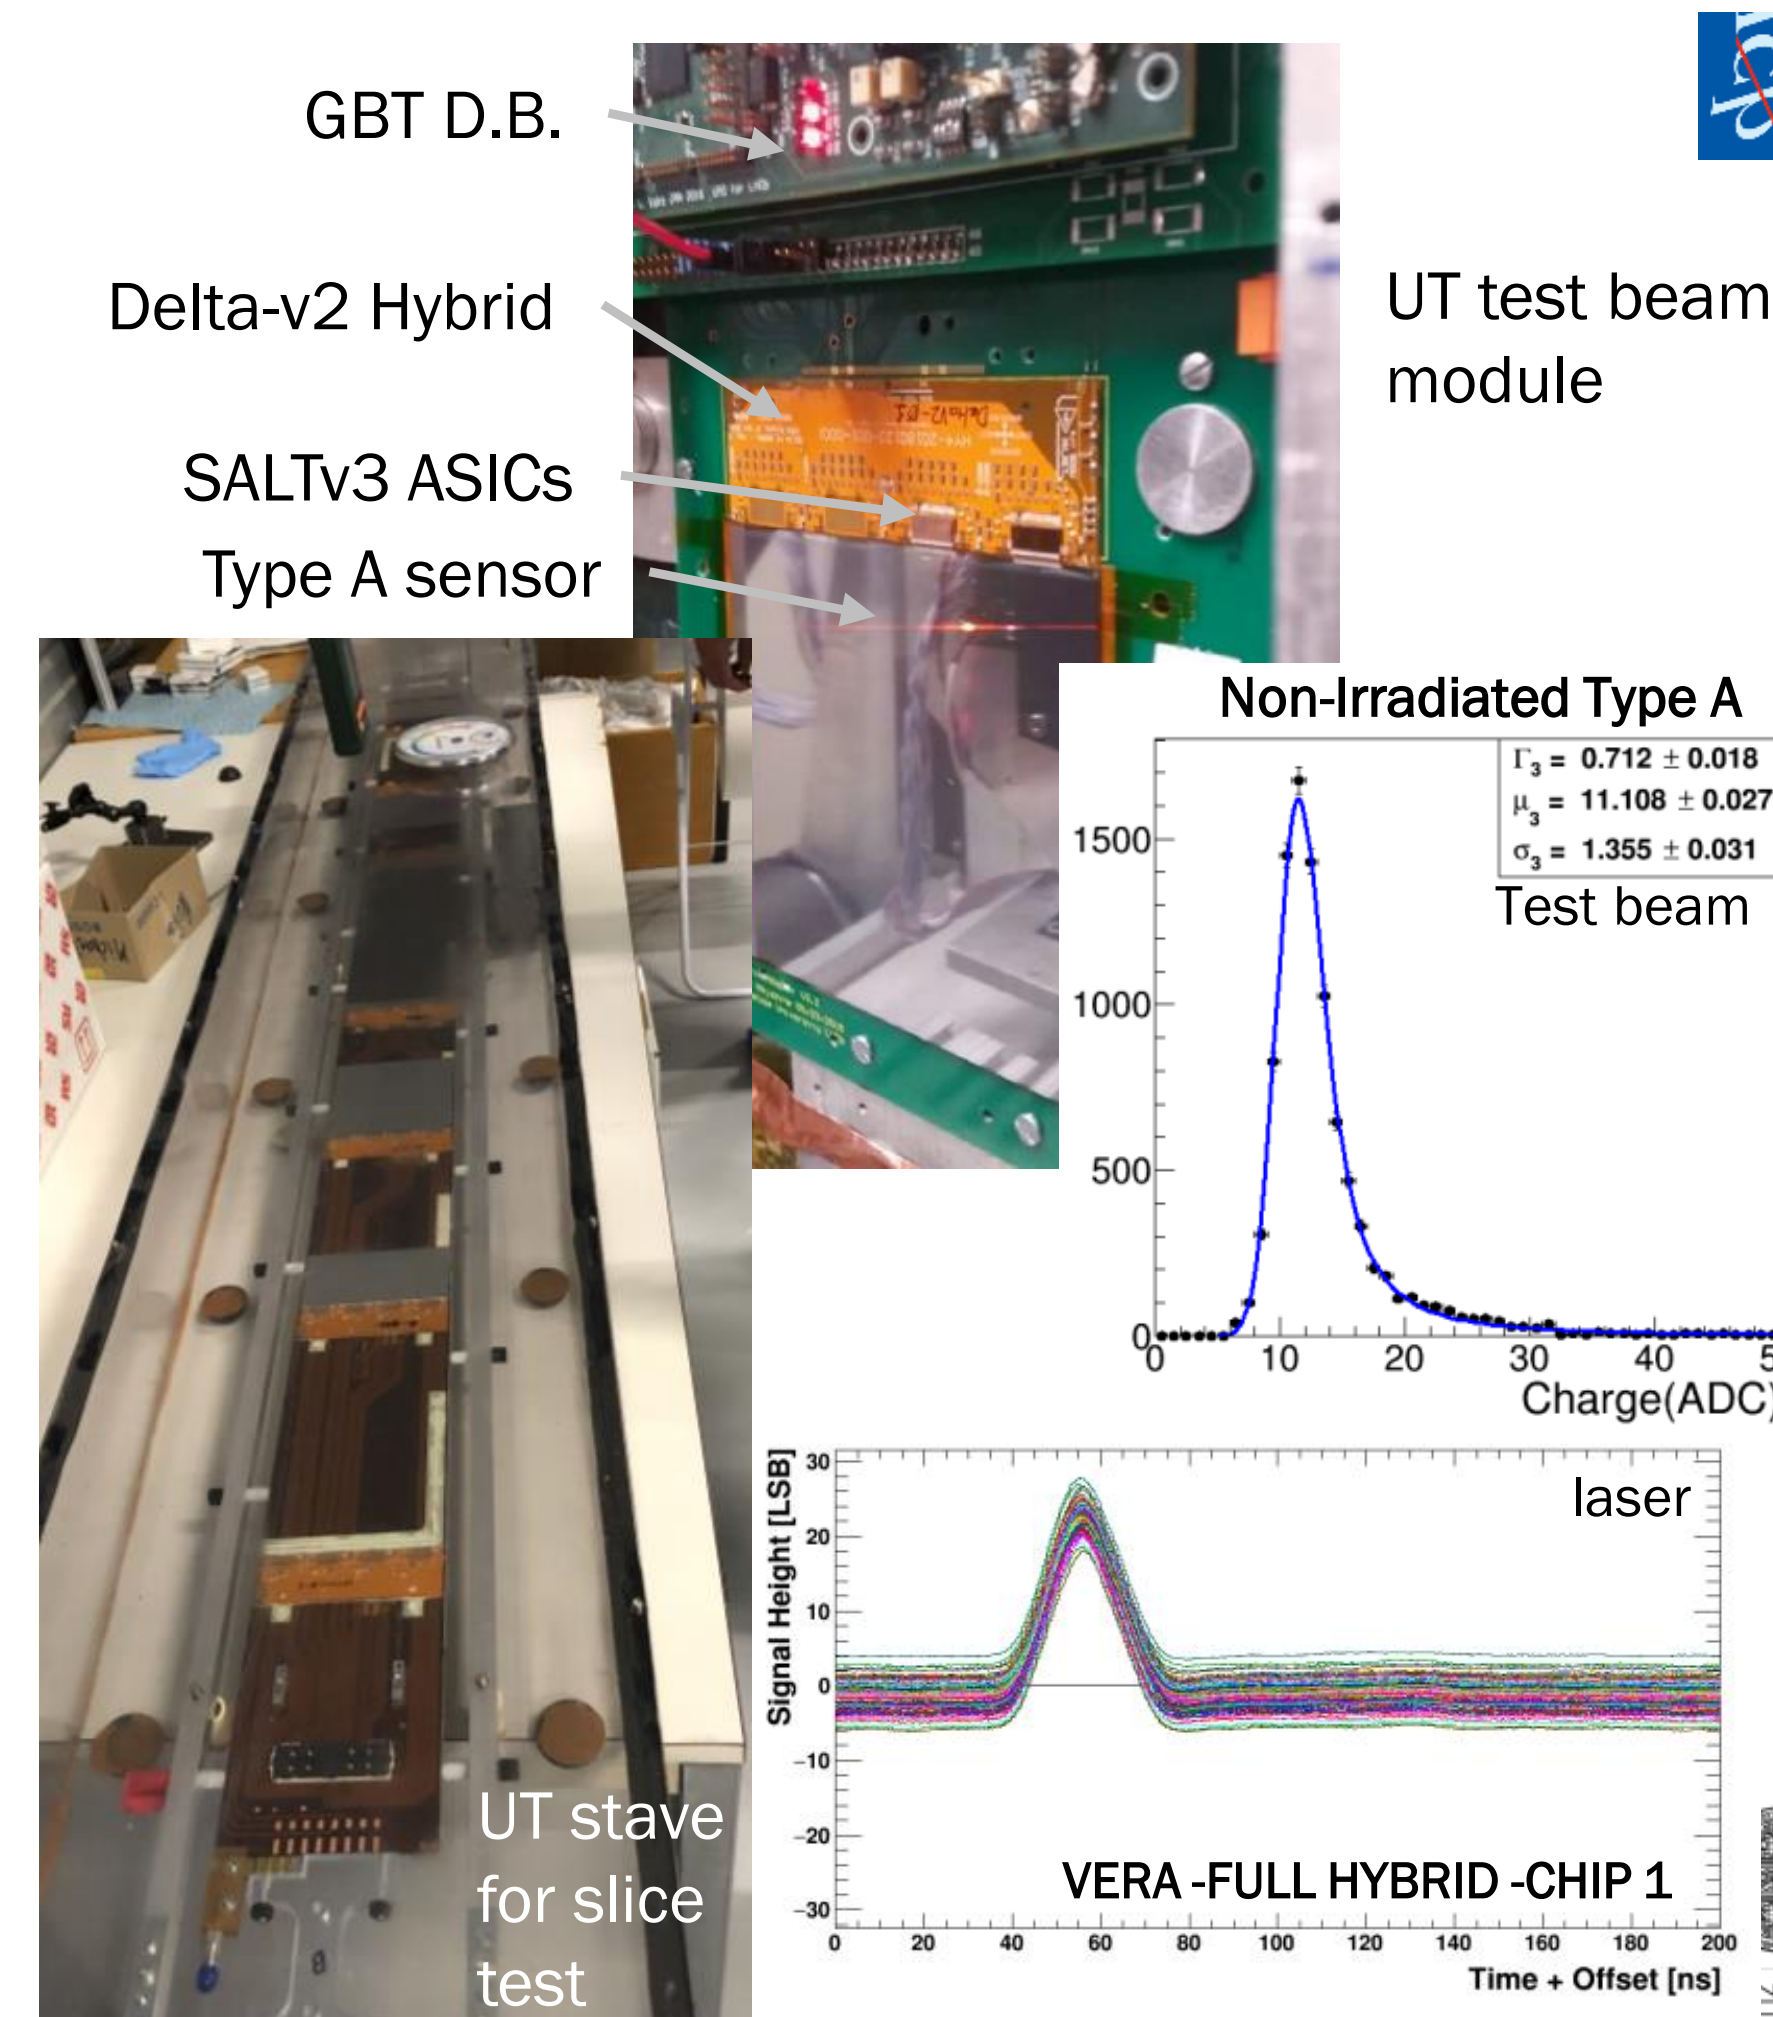 GBT D.B.
Delta-v2 Hybrid
SALTv3 ASICs
Type A sensor
UT test beam
module
Non-Irradiated Type A
Γ3 = 0.712 ± 0.018
μ3 = 11.108 ± 0.027
σ3 = 1.355 ± 0.031
Test beam
1500
1000
500
0
0 10 20 30 40
Charge(ADC)
UT stave
for slice
test
Signal Height [LSB]
30
20
10
0
−10
−20
−30
laser
VERA -FULL HYBRID -CHIP 1
0 20 40 60 80 100 120 140 160 180 200
Time + Offset [ns]